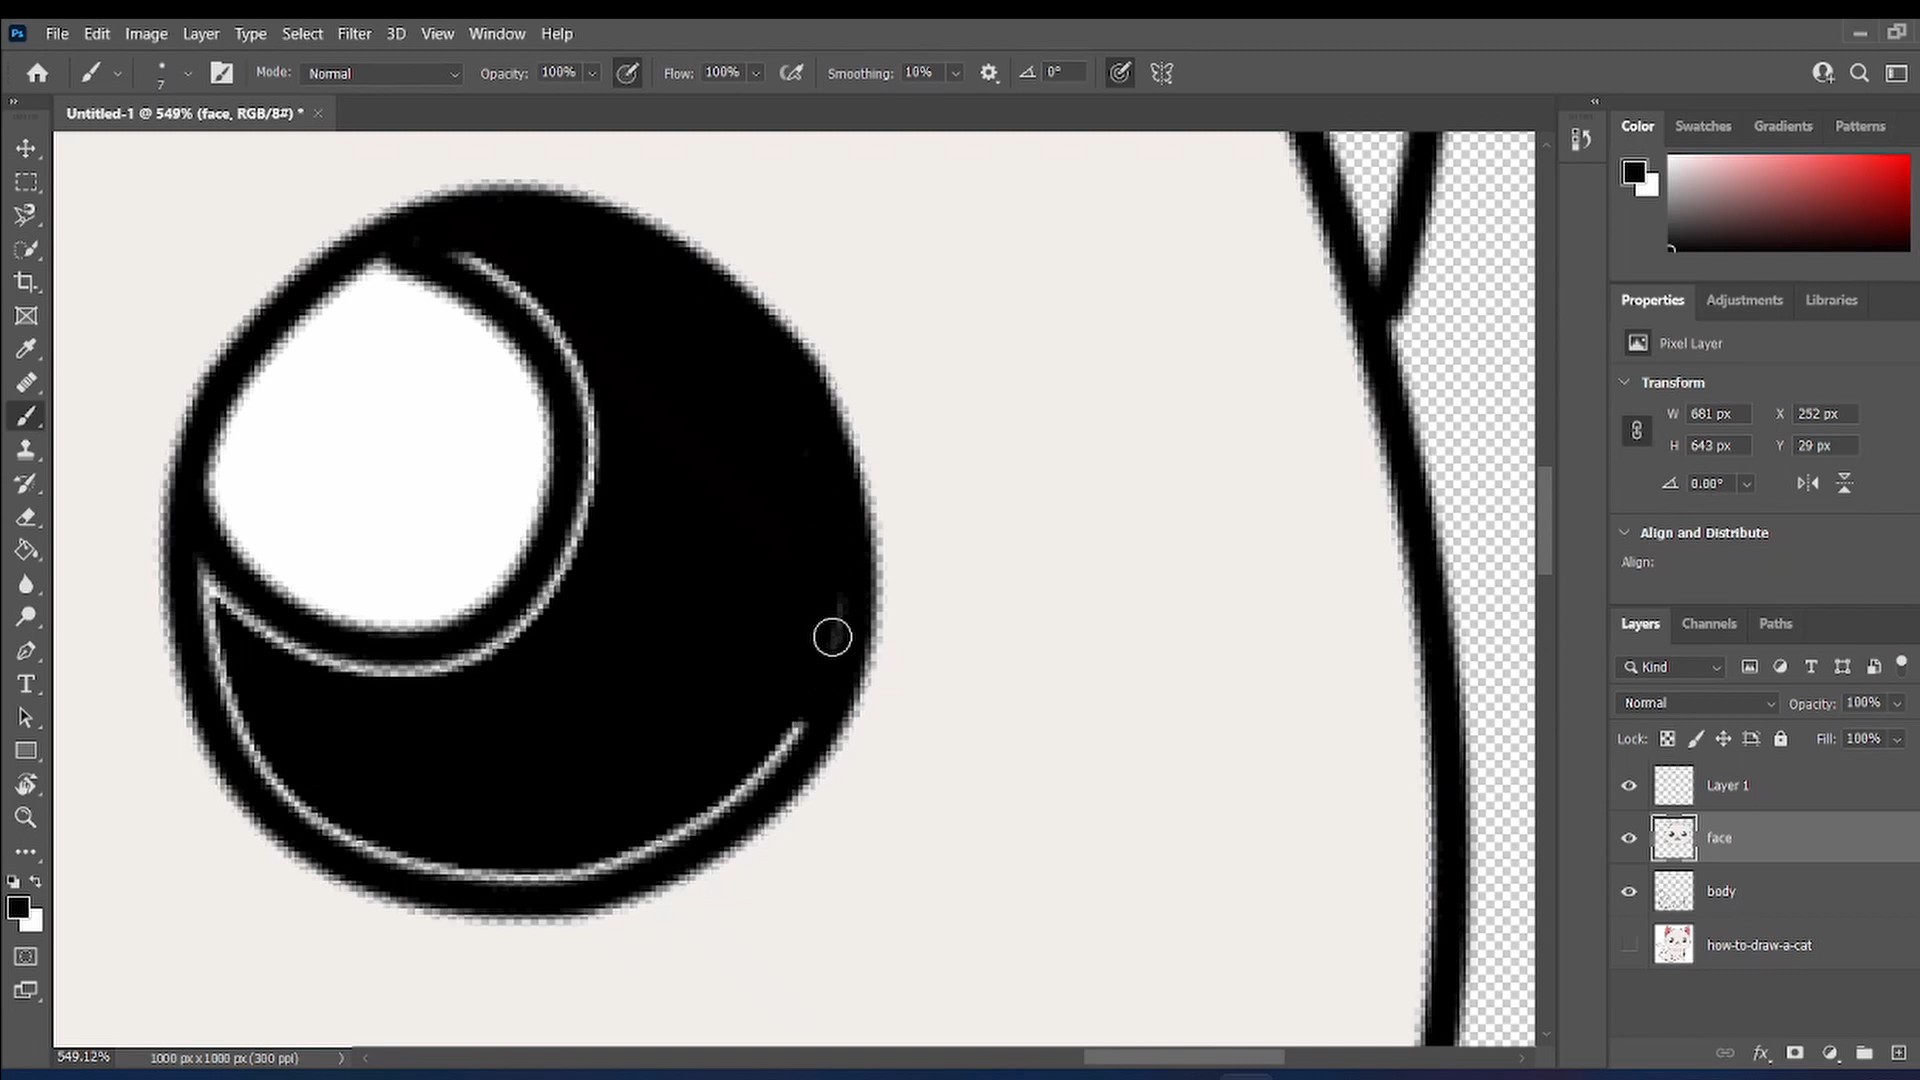 Ps File Edit Image Layer Type Select Filter 3D View Window Help
7 Mode: Normal Opacity: 100% Flow: 100% Smoothing: 10% 0°
Untitled-1 @ 549% (face, RGB/8#) * ×
Color Swatches Gradients Patterns
Properties Adjustments Libraries
Pixel Layer
Transform
W 681 px X 252 px
H 643 px Y 29 px
0.00°
Align and Distribute
Align:
Layers Channels Paths
Kind
Normal Opacity: 100%
Lock: Fill: 100%
Layer 1
face
body
how-to-draw-a-cat
fx
549.12% 1000 px x 1000 px (300 ppi)